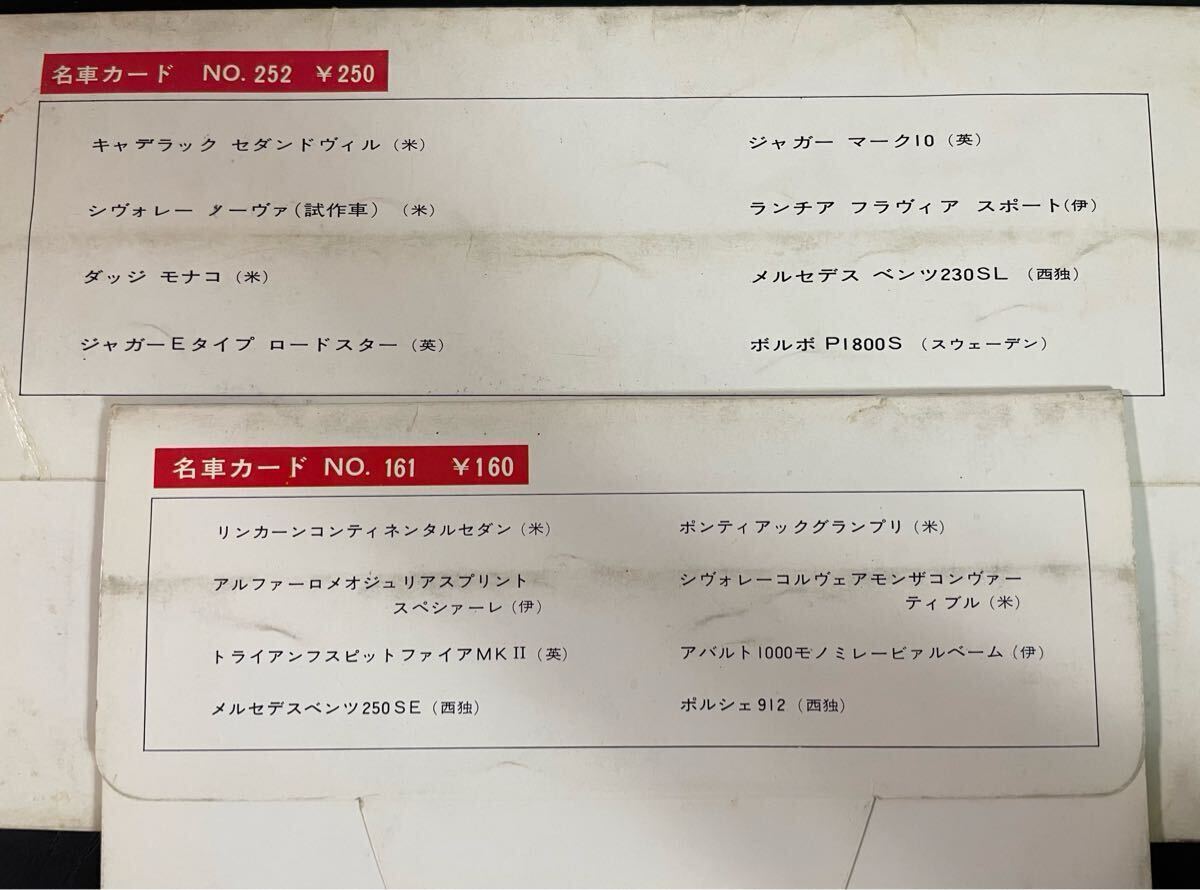 名車カード NO. 252 ￥250
キャデラック セダンドヴィル（米）
シヴォレー ノーヴァ（試作車）（米）
ダッジ モナコ（米）
ジャガーEタイプ ロードスター（英）
ジャガー マーク10（英）
ランチア フラヴィア スポート（伊）
メルセデス ベンツ230SL（西独）
ボルボ P1800S（スウェーデン）
名車カード NO. 161 ￥160
リンカーンコンティネンタルセダン（米）
アルファーロメオジュリアスプリント
スペシァーレ（伊）
トライアンフスピットファイアMKⅡ（英）
メルセデスベンツ250SE（西独）
ポンティアックグランプリ（米）
シヴォレーコルヴェアモンザコンヴァー
ティブル（米）
アバルト1000モノミレービァルベーム（伊）
ポルシェ912（西独）